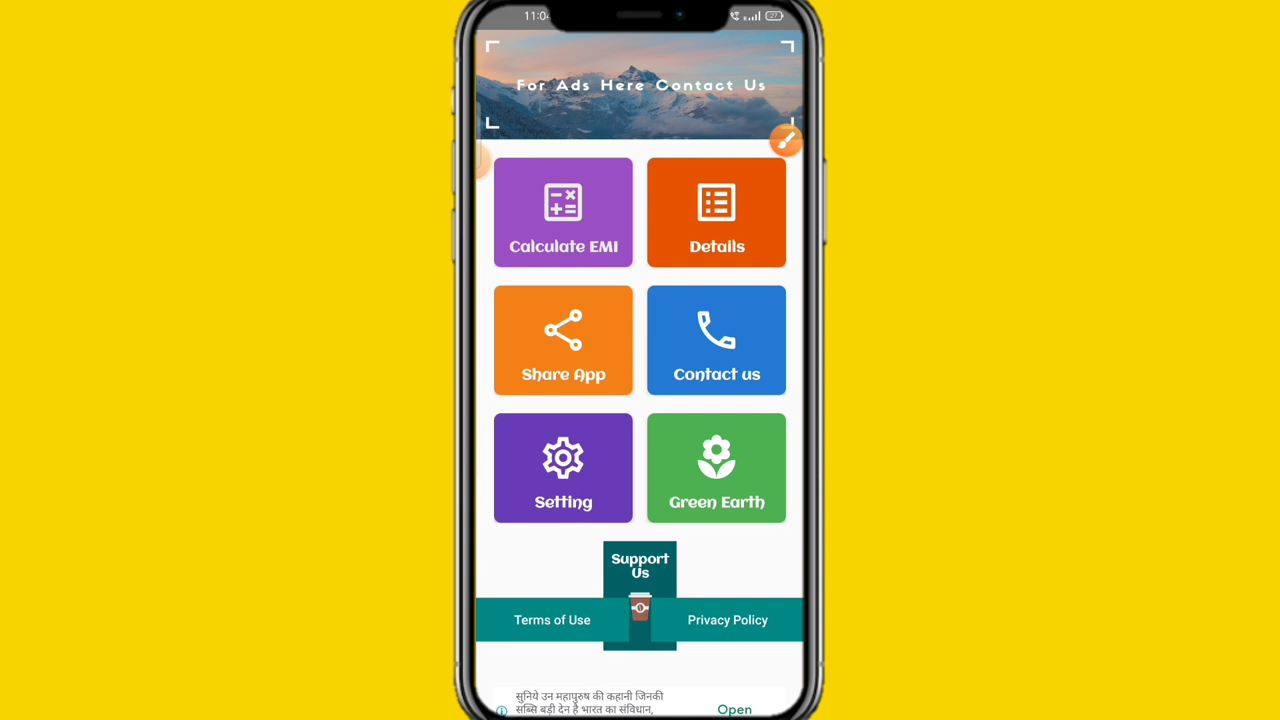 11:04
27
For Ads Here Contact Us
Calculate EMI
Details
Share App
Contact us
Setting
Green Earth
Support
Us
Terms of Use
Privacy Policy
सुनिये उन महापुरुष की कहानी जिनकी
सब्सि बड़ी देन है भारत का संविधान,
Open